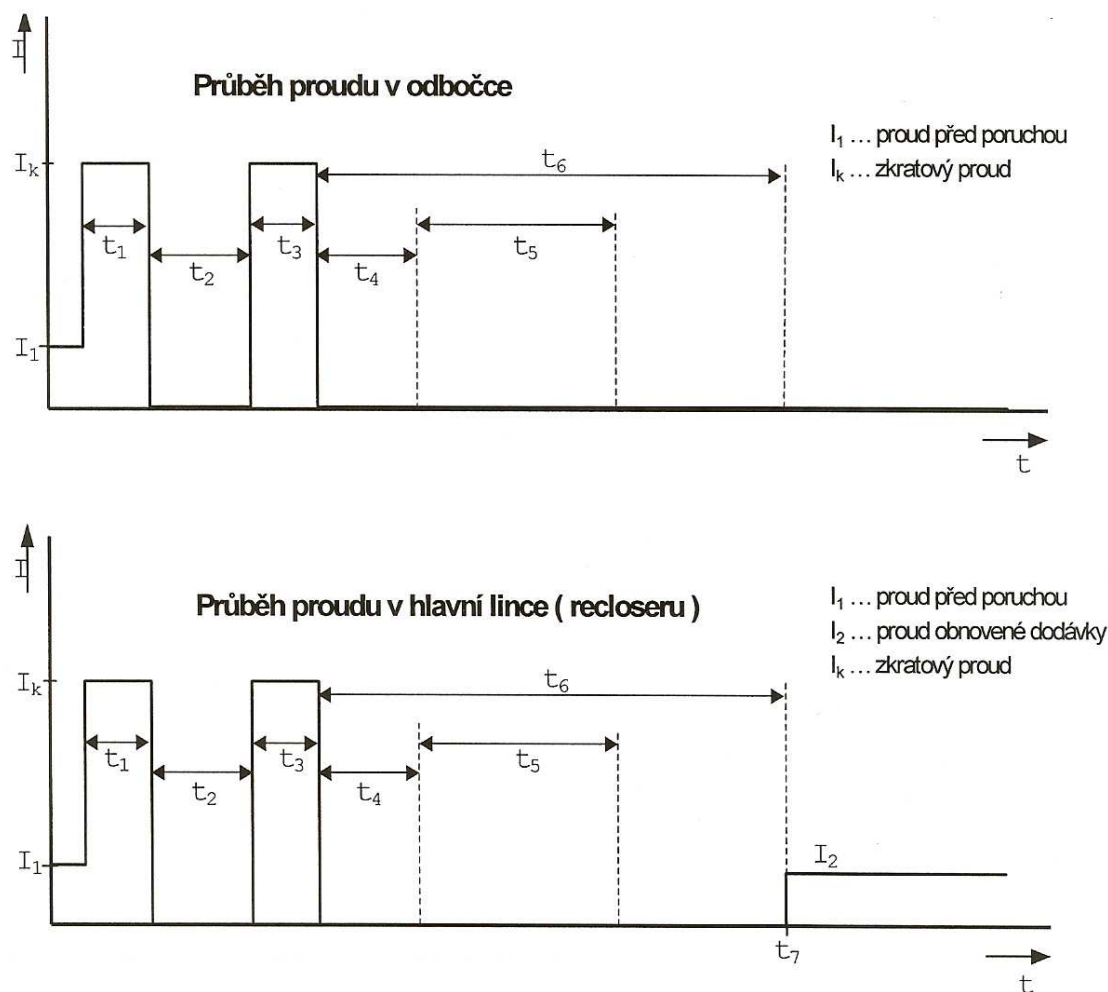 I
Průběh proudu v odbočce
I₁ ... proud před poruchou
Iₖ ... zkratový proud
Iₖ
t₆
t₁
t₃
t₅
t₂
t₄
I₁
t
I
Průběh proudu v hlavní lince ( recloseru )
I₁ ... proud před poruchou
I₂ ... proud obnovené dodávky
Iₖ ... zkratový proud
Iₖ
t₆
t₁
t₃
t₅
t₂
t₄
I₁
I₂
t₇
t